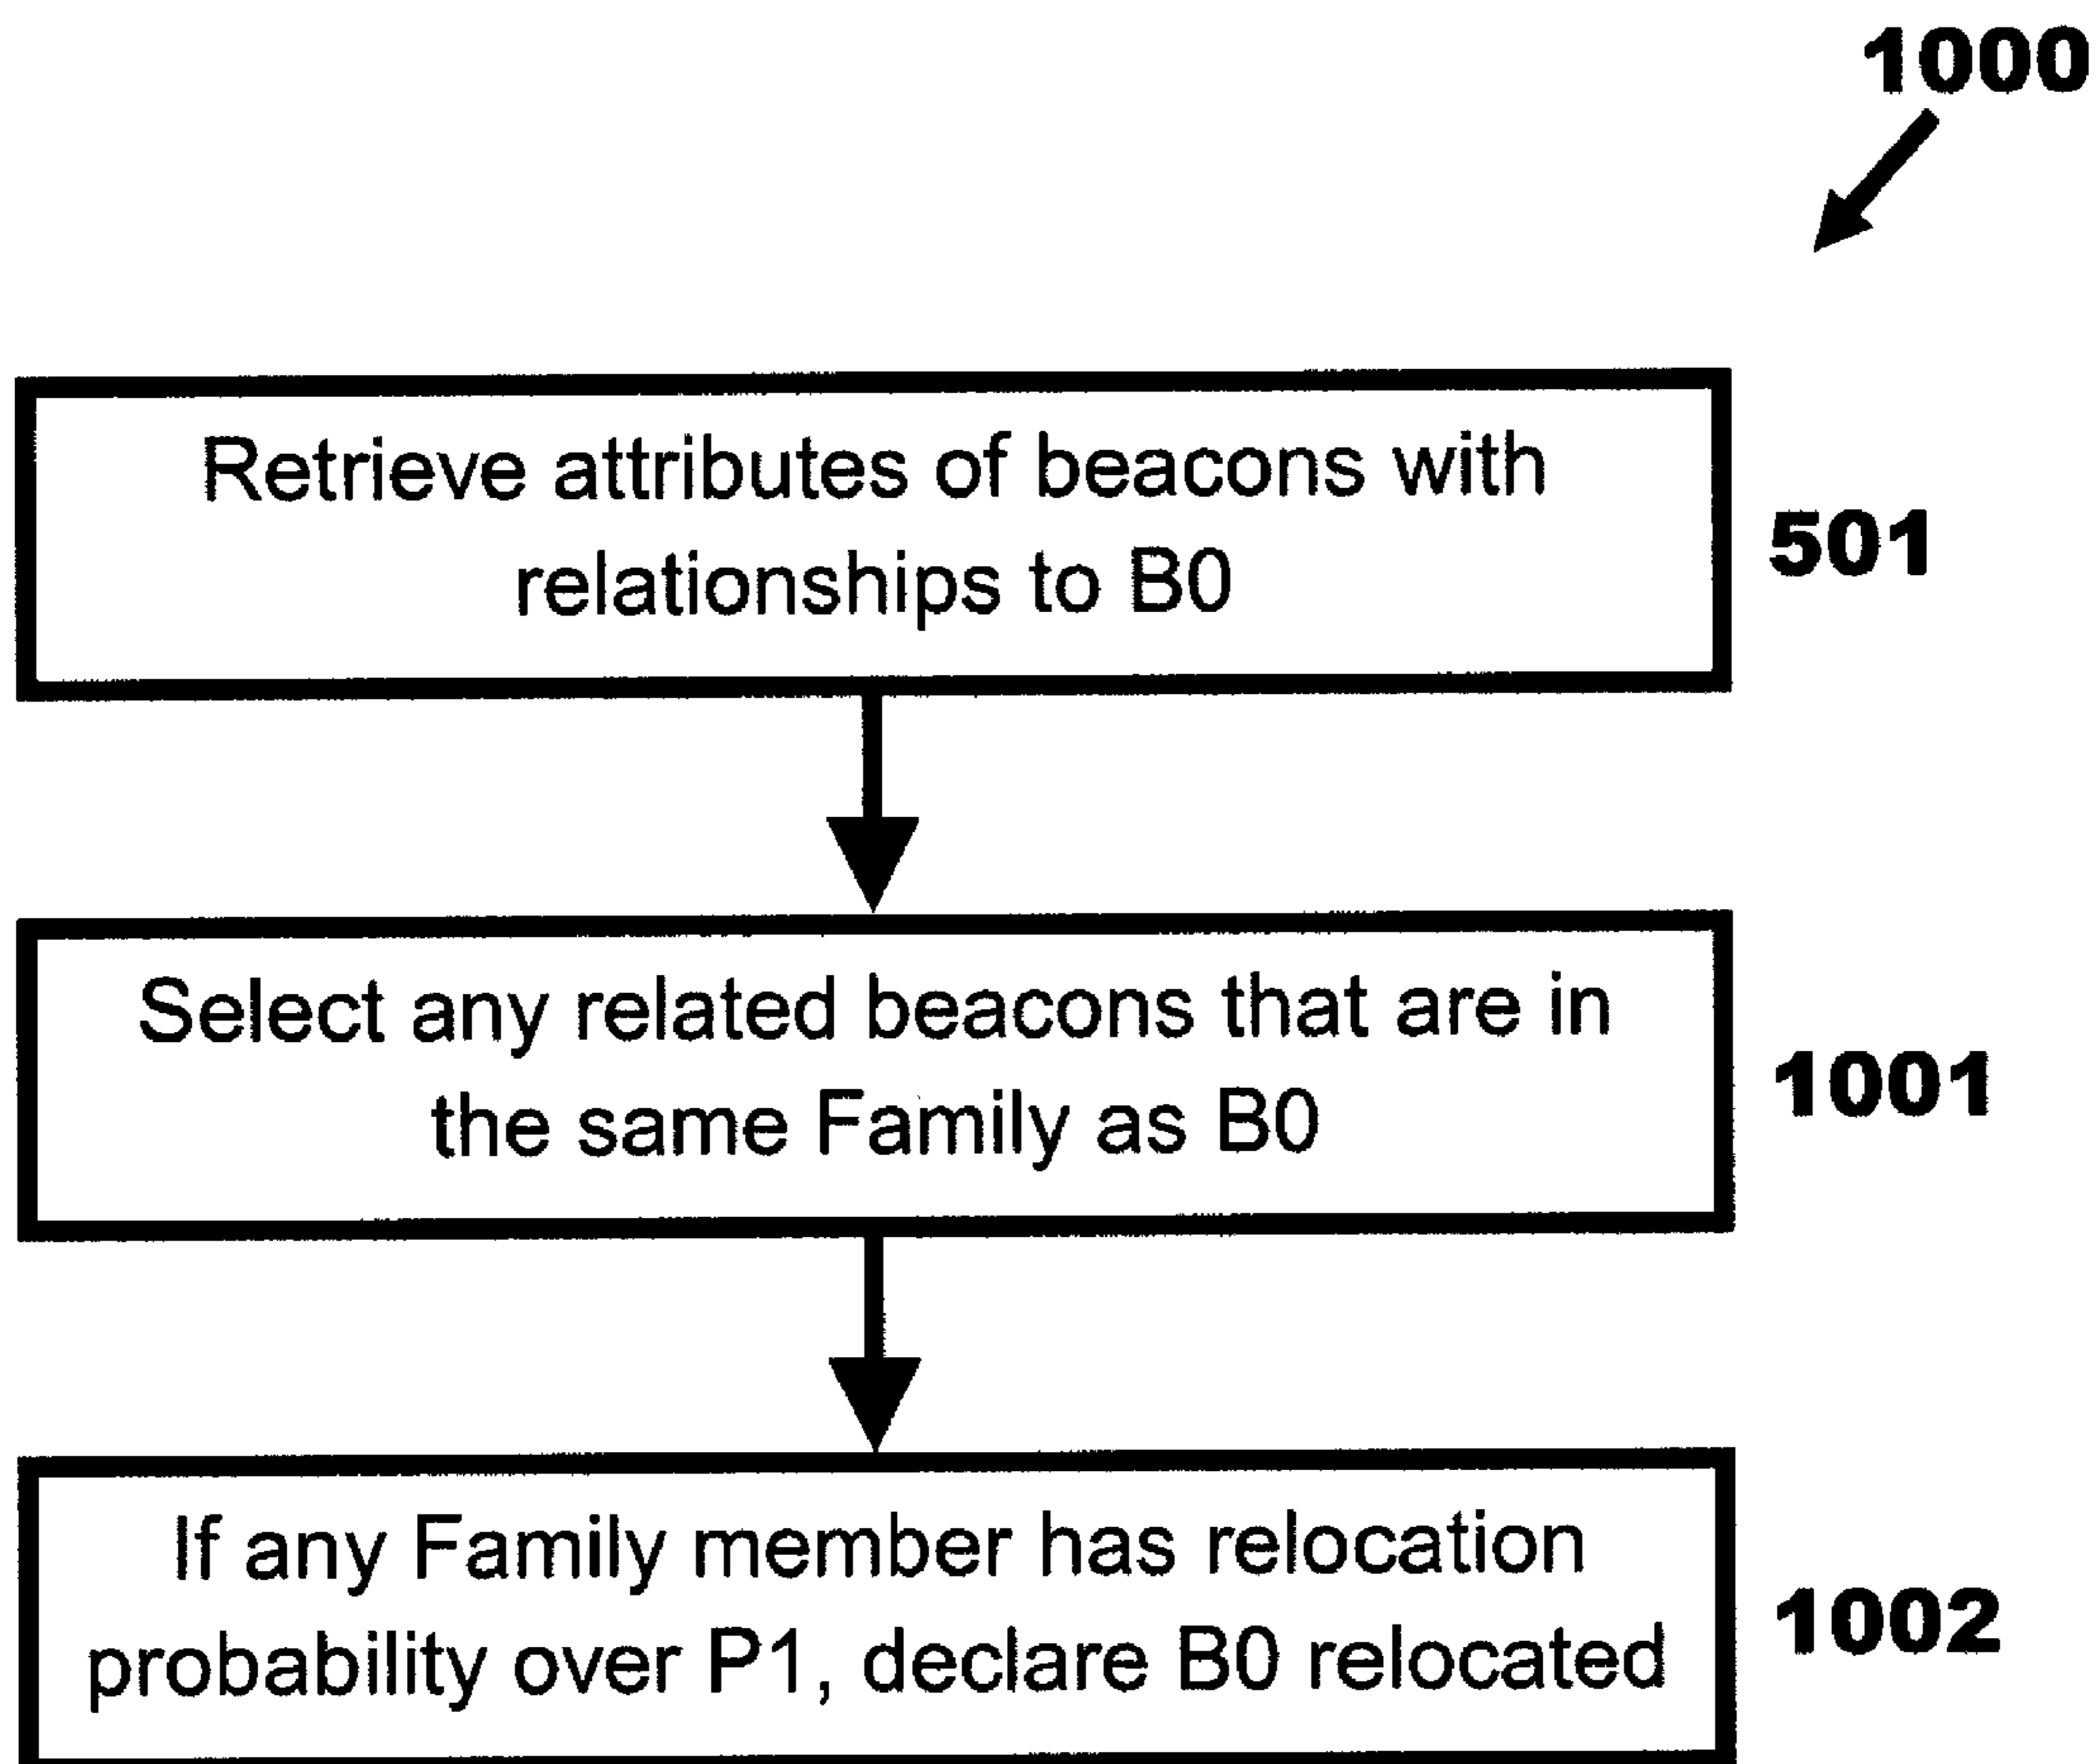 1000
Retrieve attributes of beacons with
relationships to B0
501
Select any related beacons that are in
the same Family as B0
1001
If any Family member has relocation
probability over P1, declare B0 relocated
1002